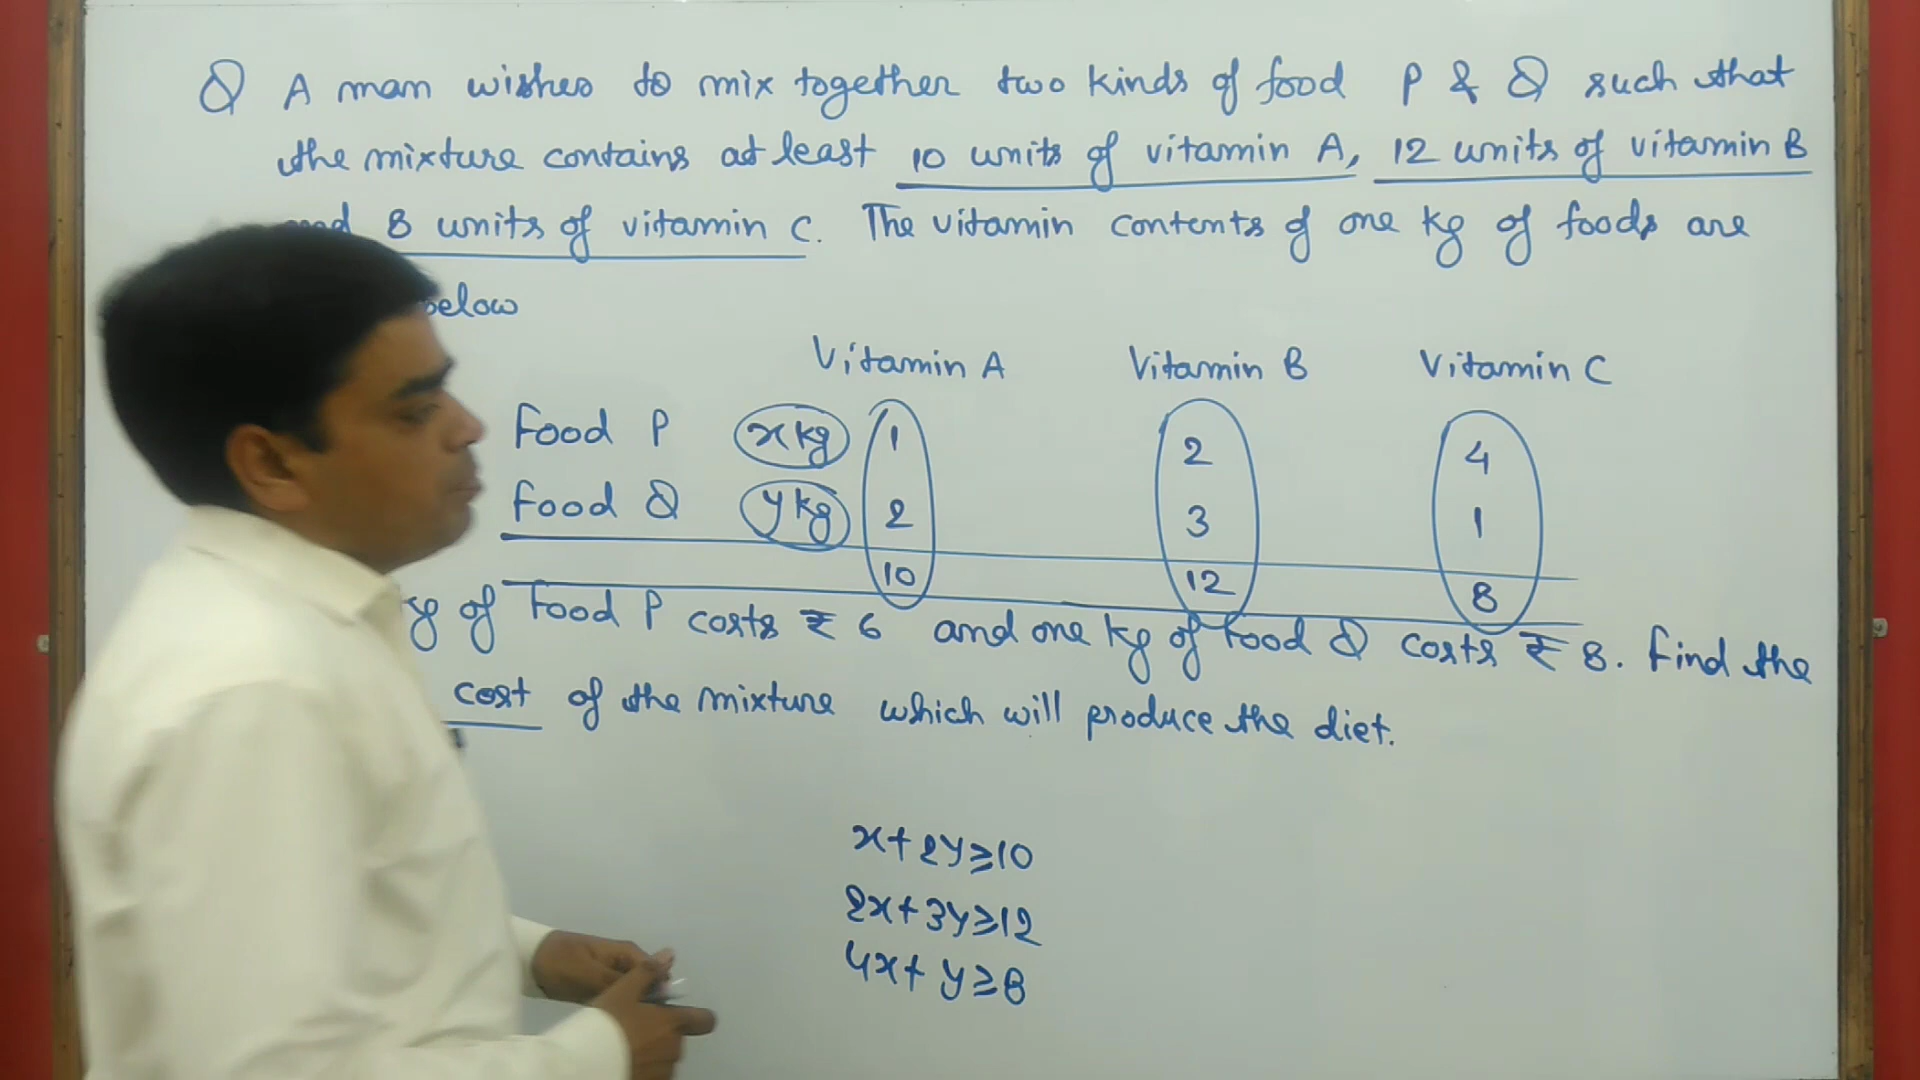 Q A man wishes to mix together two kinds of food P & Q such that
the mixture contains at least 10 units of vitamin A, 12 units of vitamin B
and 8 units of vitamin C. The vitamin contents of one kg of foods are
below
Vitamin A Vitamin B Vitamin C
Food P x kg 1 2 4
Food Q y kg 2 3 1
10 12 8
of Food P costs ₹ 6 and one kg of Food Q costs ₹ 8. Find the
cost of the mixture which will produce the diet.
x+2y≥10
2x+3y≥12
4x+y≥8